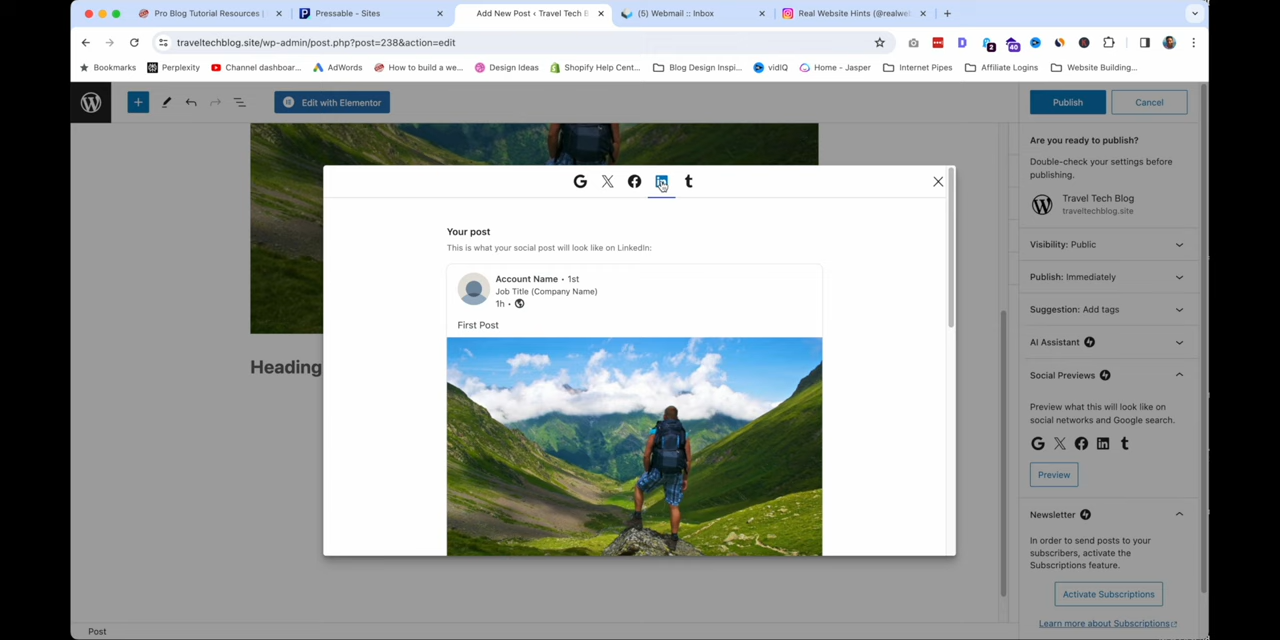 Pro Blog Tutorial Resources |
Pressable - Sites
Add New Post ‹ Travel Tech B
(5) Webmail :: Inbox
Real Website Hints (@realweb
traveltechblog.site/wp-admin/post.php?post=238&action=edit
Bookmarks
Perplexity
Channel dashboar...
AdWords
How to build a we...
Design Ideas
Shopify Help Cent...
Blog Design Inspi...
vidIQ
Home - Jasper
Internet Pipes
Affiliate Logins
Website Building...
Edit with Elementor
Publish
Cancel
Are you ready to publish?
Double-check your settings before
publishing.
Travel Tech Blog
traveltechblog.site
Visibility: Public
Publish: Immediately
Suggestion: Add tags
AI Assistant
Social Previews
Preview what this will look like on
social networks and Google search.
Preview
Newsletter
In order to send posts to your
subscribers, activate the
Subscriptions feature.
Activate Subscriptions
Learn more about Subscriptions
Your post
This is what your social post will look like on LinkedIn:
Account Name • 1st
Job Title (Company Name)
1h •
First Post
Heading
Post